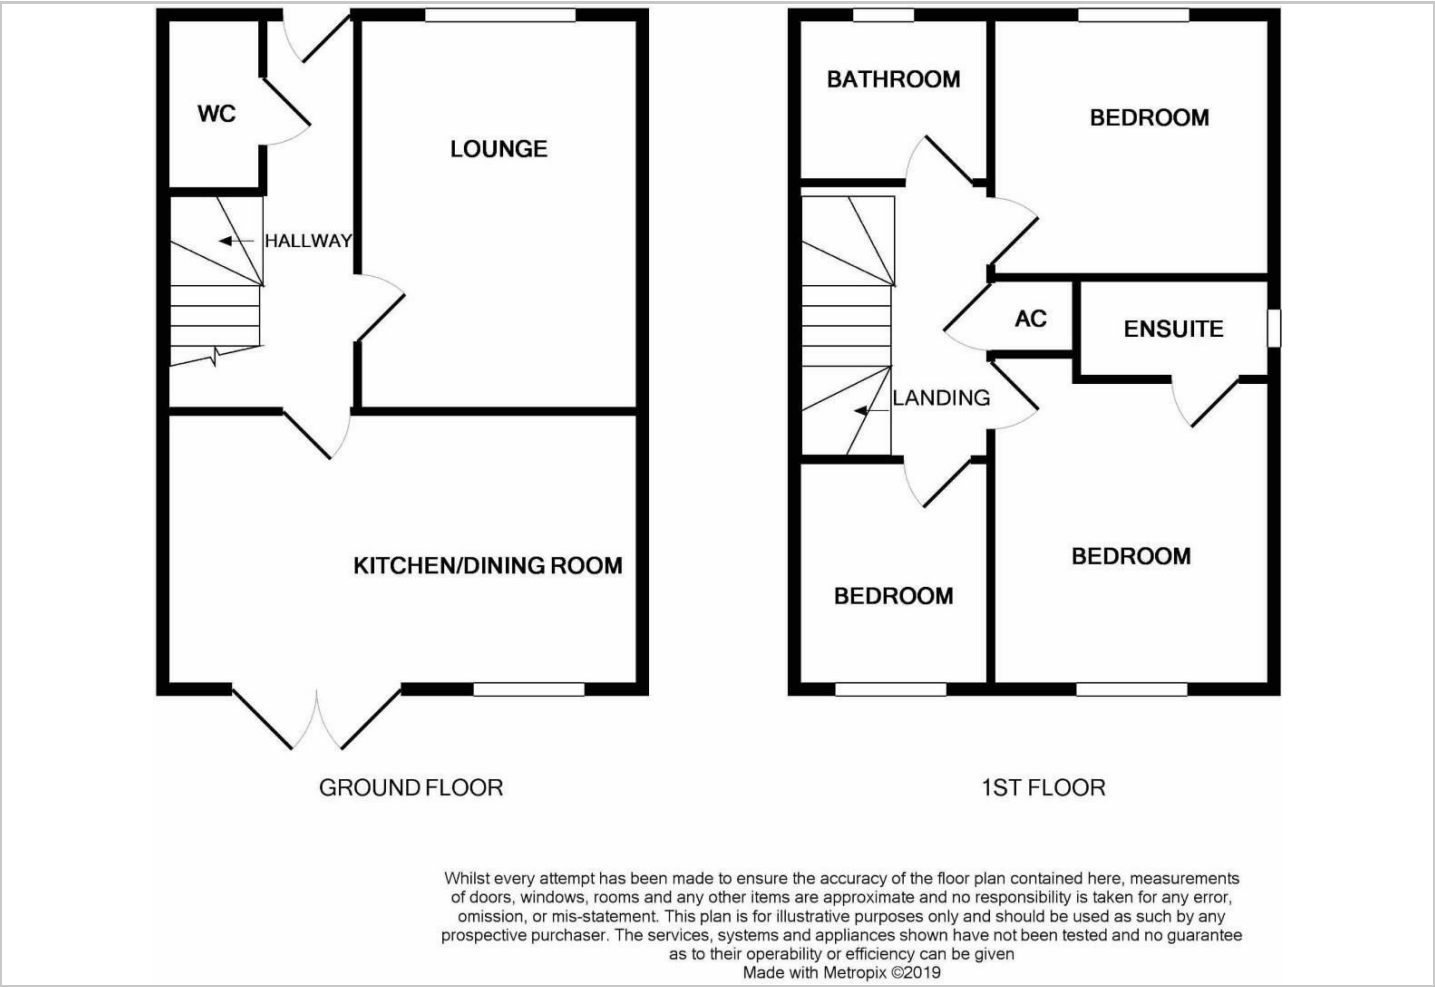 WC
LOUNGE
HALLWAY
KITCHEN/DINING ROOM
GROUND FLOOR
BATHROOM
BEDROOM
AC
ENSUITE
LANDING
BEDROOM
BEDROOM
1ST FLOOR
Whilst every attempt has been made to ensure the accuracy of the floor plan contained here, measurements
of doors, windows, rooms and any other items are approximate and no responsibility is taken for any error,
omission, or mis-statement. This plan is for illustrative purposes only and should be used as such by any
prospective purchaser. The services, systems and appliances shown have not been tested and no guarantee
as to their operability or efficiency can be given
Made with Metropix ©2019